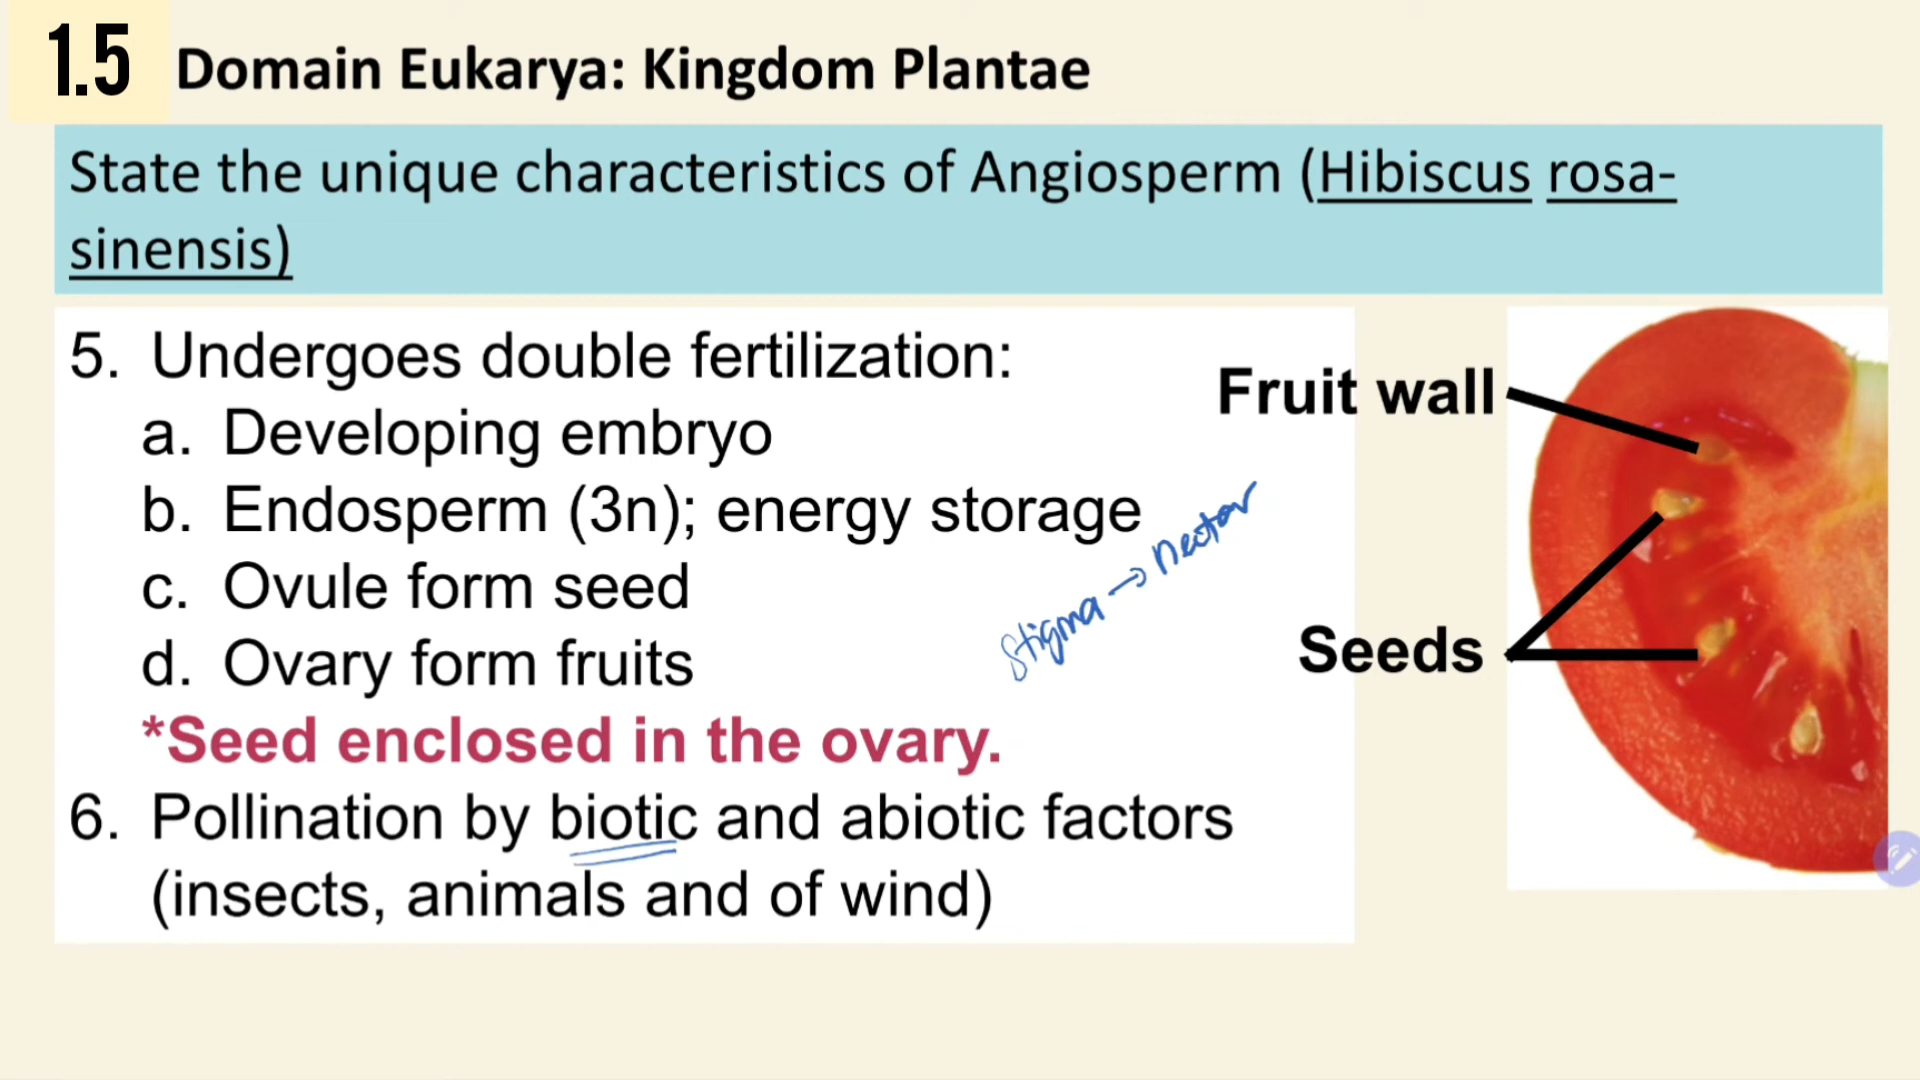 1.5 Domain Eukarya: Kingdom Plantae
State the unique characteristics of Angiosperm (Hibiscus rosa-
sinensis)
5. Undergoes double fertilization:
a. Developing embryo
b. Endosperm (3n); energy storage
c. Ovule form seed
d. Ovary form fruits
*Seed enclosed in the ovary.
6. Pollination by biotic and abiotic factors
(insects, animals and of wind)
Stigma → nectar
Fruit wall
Seeds